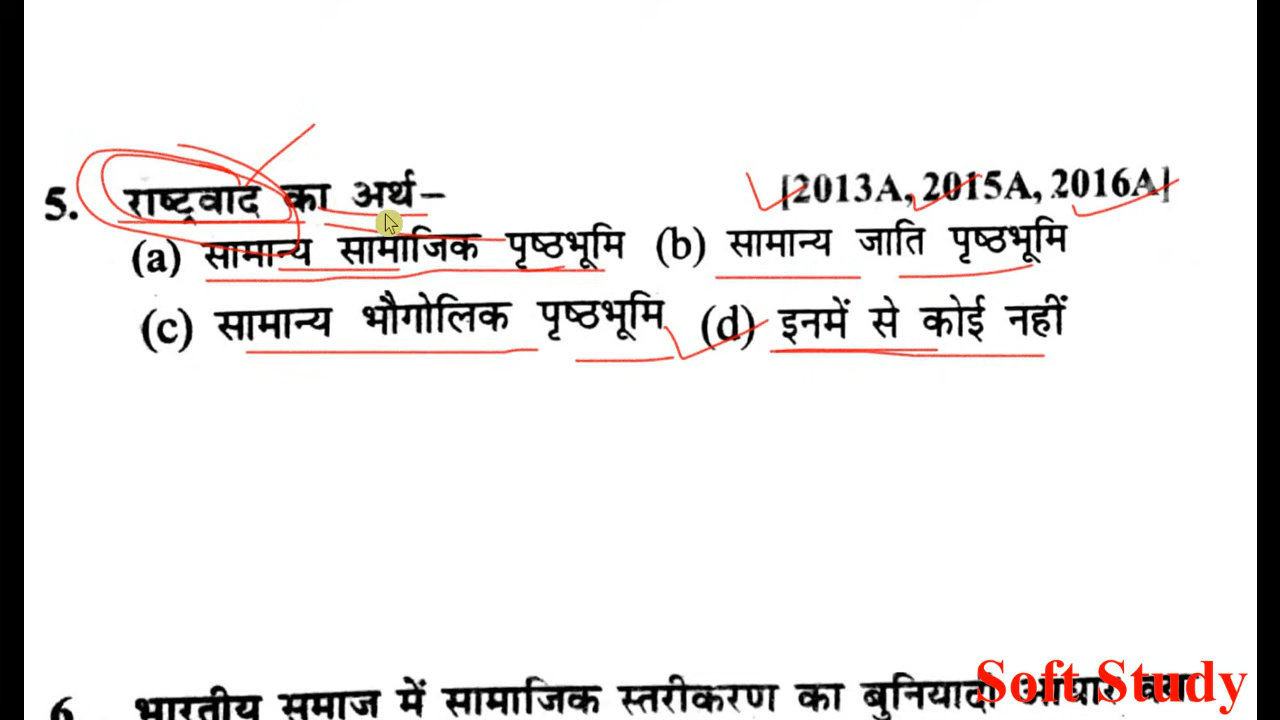 5. राष्ट्रवाद का अर्थ– [2013A, 2015A, 2016A]
(a) सामान्य सामाजिक पृष्ठभूमि (b) सामान्य जाति पृष्ठभूमि
(c) सामान्य भौगोलिक पृष्ठभूमि (d) इनमें से कोई नहीं
6. भारतीय समाज में सामाजिक स्तरीकरण का
Soft Study